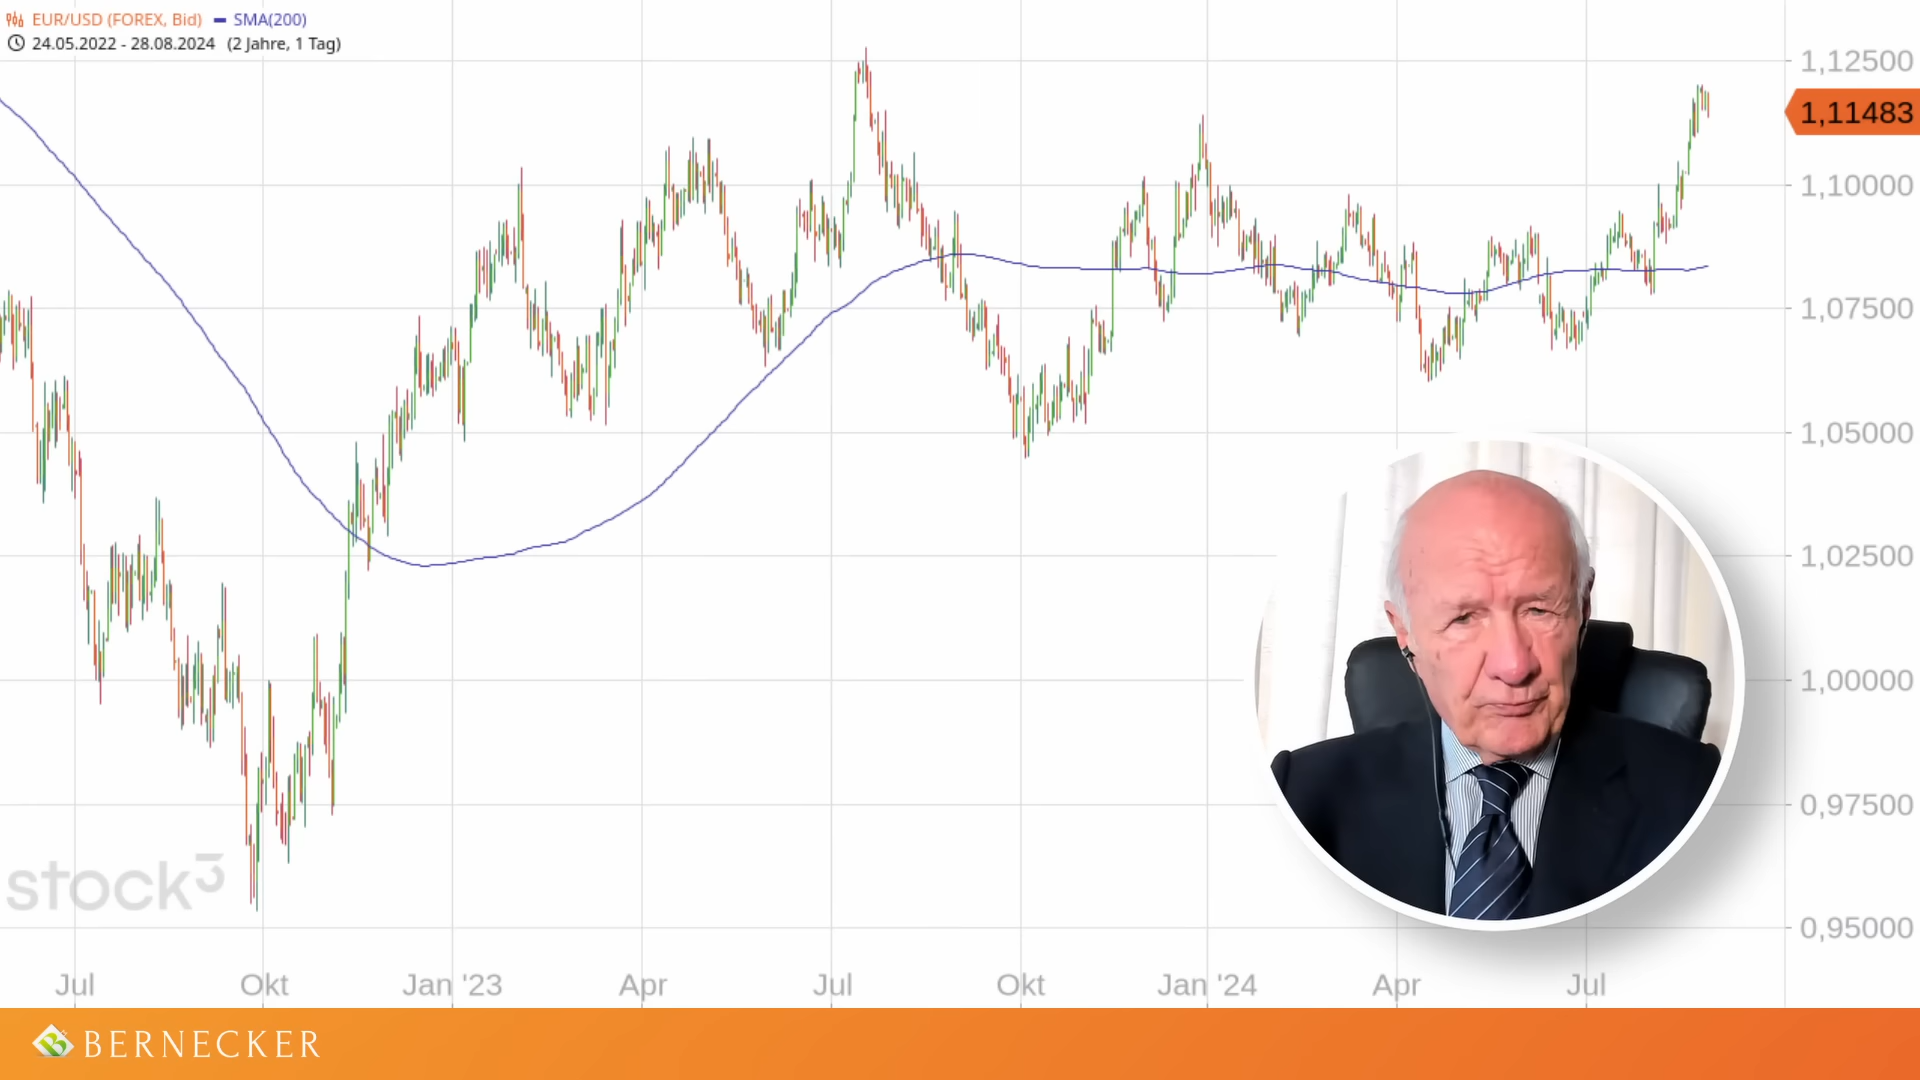 EUR/USD (FOREX, Bid) SMA(200)
24.05.2022 - 28.08.2024 (2 Jahre, 1 Tag)
1,12500
1,11483
1,10000
1,07500
1,05000
1,02500
1,00000
0,97500
0,95000
stock3
Jul Okt Jan '23 Apr Jul Okt Jan '24 Apr Jul
BERNECKER